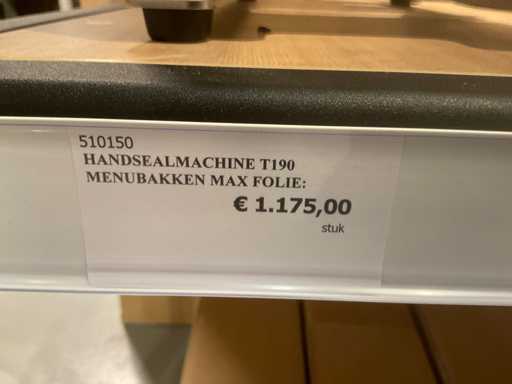 510150
HANDSEALMACHINE T190
MENUBAKKEN MAX FOLIE:
€ 1.175,00
stuk